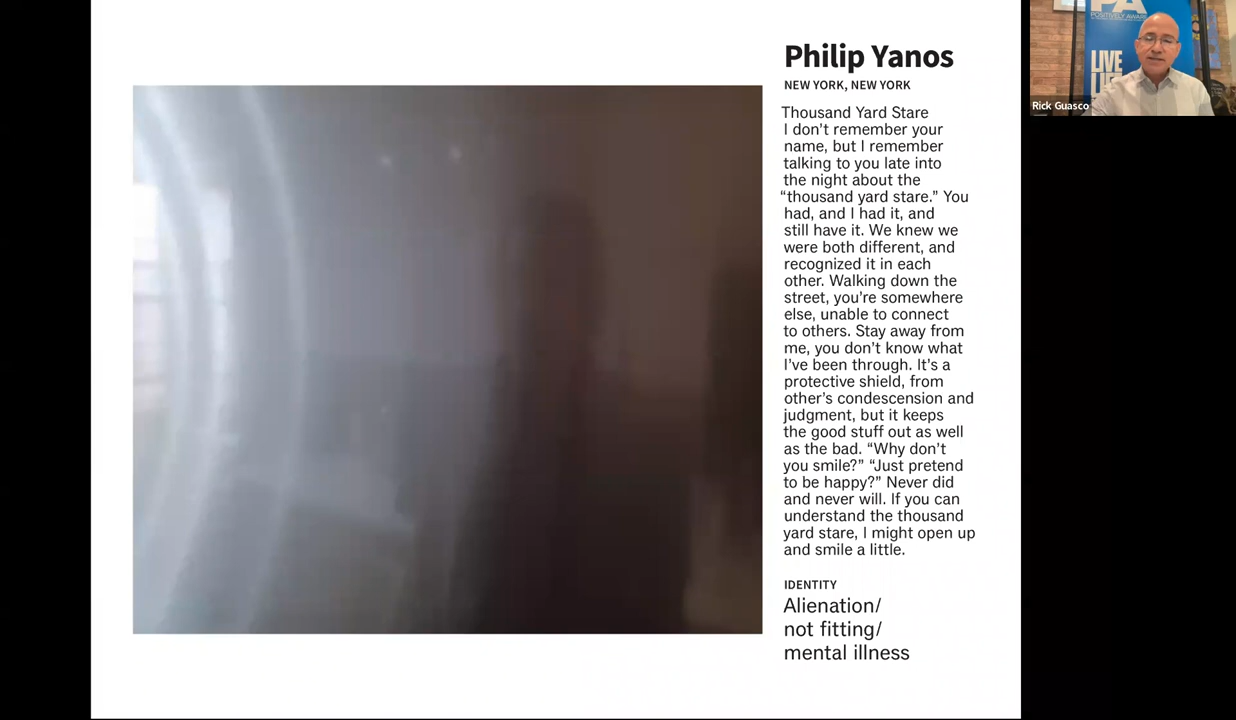 Philip Yanos
NEW YORK, NEW YORK
Thousand Yard Stare
I don't remember your
name, but I remember
talking to you late into
the night about the
“thousand yard stare.” You
had, and I had it, and
still have it. We knew we
were both different, and
recognized it in each
other. Walking down the
street, you're somewhere
else, unable to connect
to others. Stay away from
me, you don't know what
I've been through. It's a
protective shield, from
other's condescension and
judgment, but it keeps
the good stuff out as well
as the bad. “Why don't
you smile?” “Just pretend
to be happy?” Never did
and never will. If you can
understand the thousand
yard stare, I might open up
and smile a little.
IDENTITY
Alienation/
not fitting/
mental illness
PA
POSITIVELY AWARE
LIVE
Rick Guasco